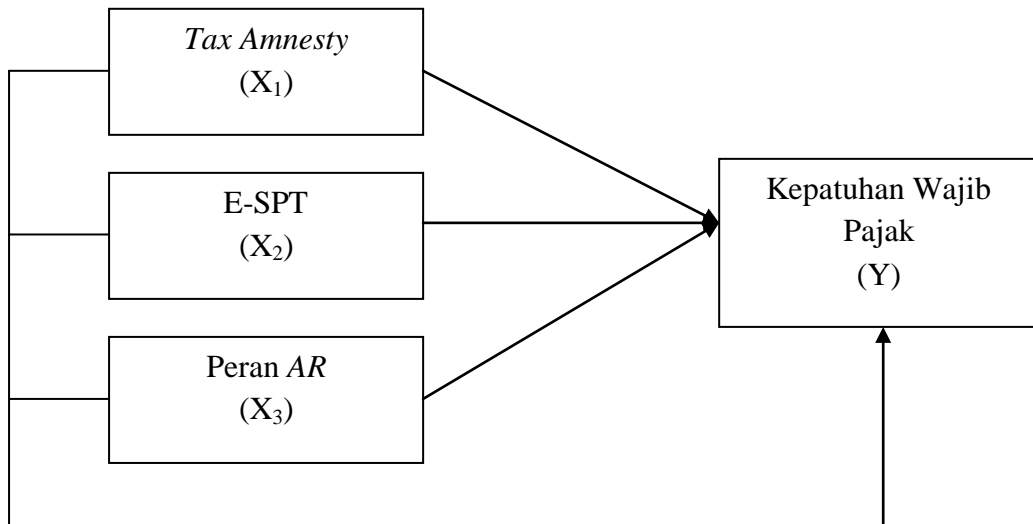 Tax Amnesty
(X₁)
E-SPT
(X₂)
Peran AR
(X₃)
Kepatuhan Wajib
Pajak
(Y)